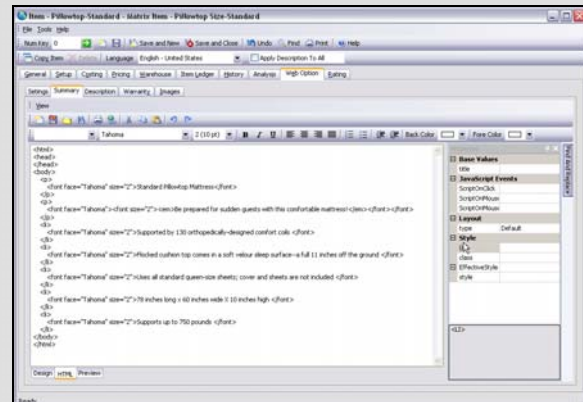 Item - Pillowtop-Standard - Matrix Item - Pillowtop Size-Standard
File Tools Help
Num Key 0 Save and New Save and Close Undo Find Print Help
Copy Item Delete Language English - United States Apply Description To All
General Setup Costing Pricing Warehouse Item Ledger History Analysis Web Option Rating
Settings Summary Description Warranty Images
View
Tahoma 2 (10 pt) B I U Back Color Fore Color
<html>
<head>
</head>
<body>
<p>
<font face="Tahoma" size="2">Standard Pillowtop Mattress</font>
</p>
<p>
<font face="Tahoma"><font size="2"><em>Be prepared for sudden guests with this comfortable mattress!</em></font></font>
</p>
<li>
<font face="Tahoma" size="2">Supported by 130 orthopedically-designed comfort coils </font>
</li>
<li>
<font face="Tahoma" size="2">Flocked cushion top comes in a soft velour sleep surface--a full 11 inches off the ground </font>
</li>
<li>
<font face="Tahoma" size="2">Uses all standard queen-size sheets; cover and sheets are not included </font>
</li>
<li>
<font face="Tahoma" size="2">78 inches long x 60 inches wide X 10 inches high </font>
</li>
<li>
<font face="Tahoma" size="2">Supports up to 750 pounds </font>
</li>
</body>
</html>
Base Values
title
JavaScript Events
ScriptOnClick
ScriptOnMouse
ScriptOnMouse
Layout
type Default
Style
class
EffectiveStyle
style
<LI>
Find And Replace
Design HTML Preview
Ready